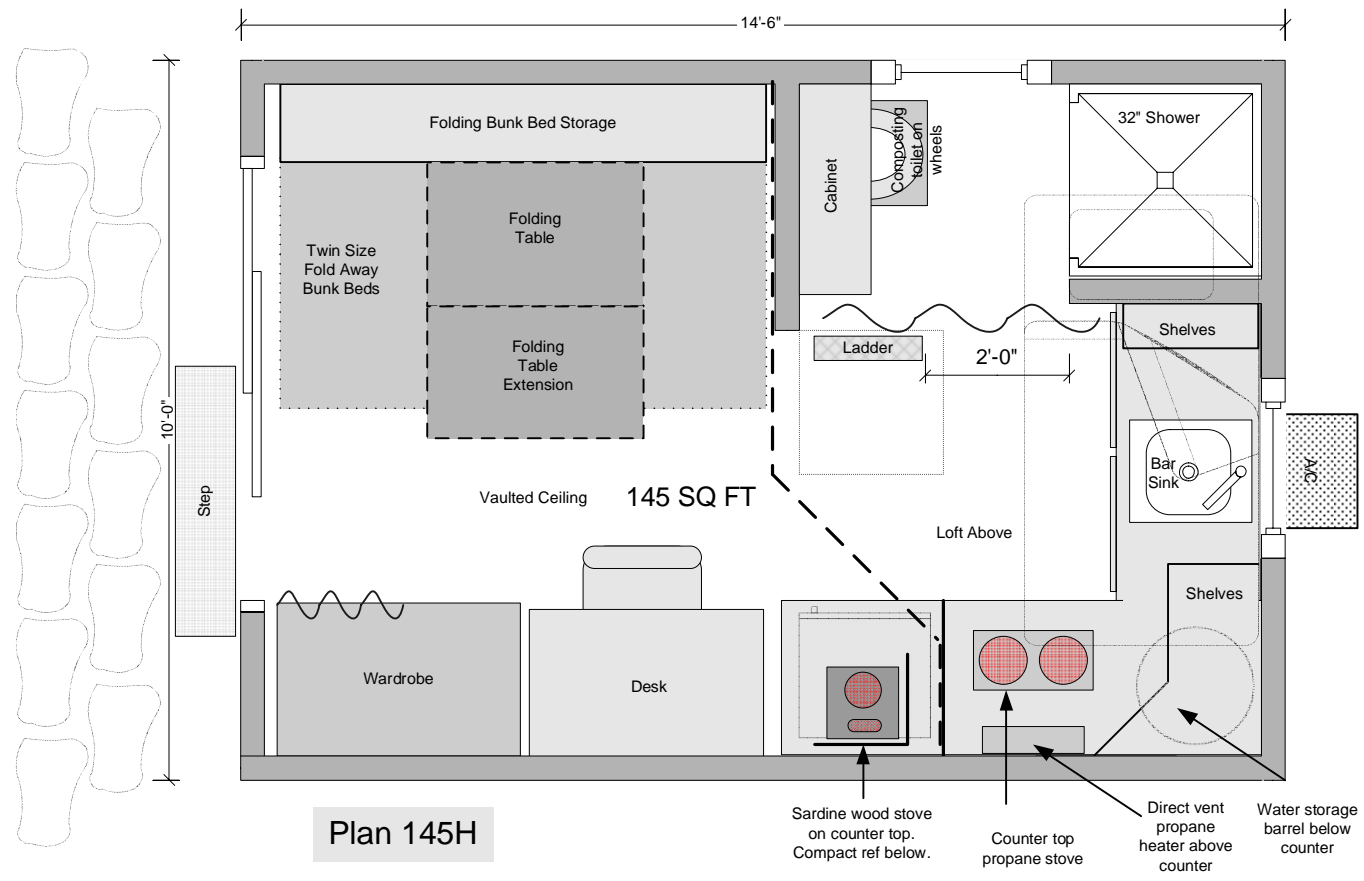 14'-6"
Folding Bunk Bed Storage
Composting
toilet on
wheels
32" Shower
Cabinet
Folding
Table
Twin Size
Fold Away
Bunk Beds
Folding
Table
Extension
Ladder
2'-0"
Shelves
10'-0"
Step
Bar
Sink
A/C
Vaulted Ceiling
145 SQ FT
Loft Above
Shelves
Wardrobe
Desk
Plan 145H
Sardine wood stove
on counter top.
Compact ref below.
Counter top
propane stove
Direct vent
propane
heater above
counter
Water storage
barrel below
counter